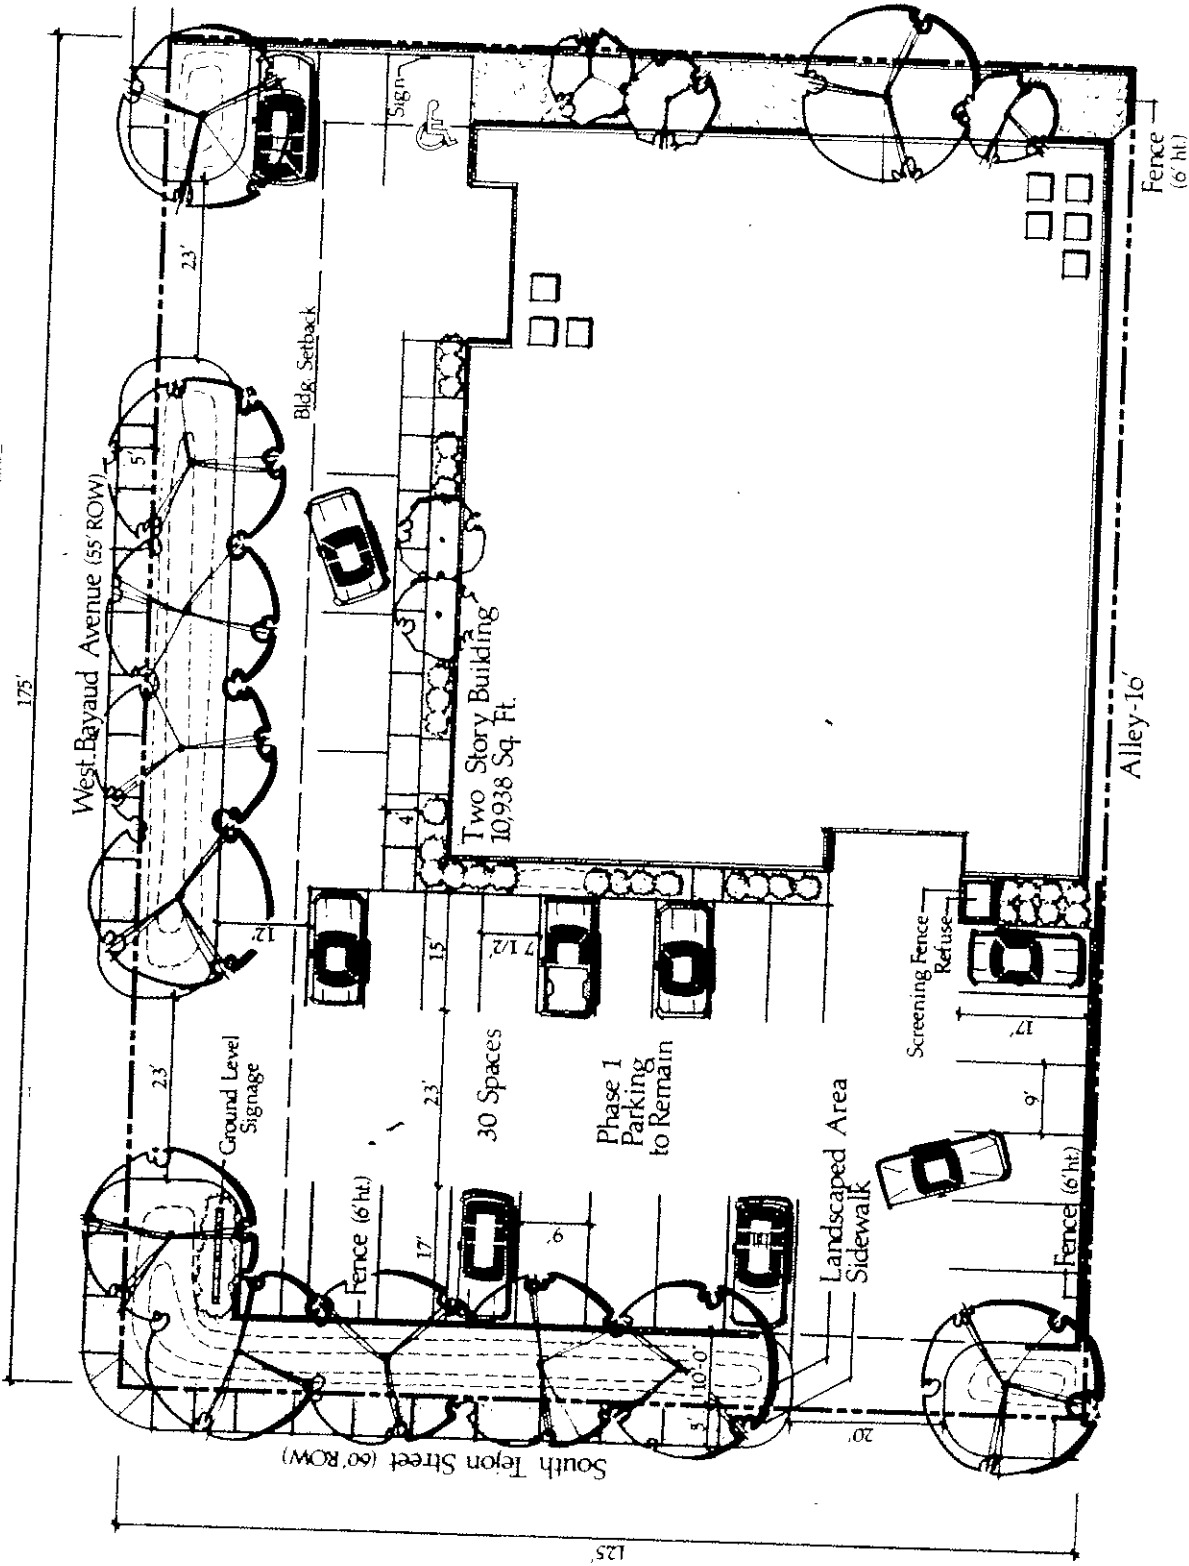 175'
West Bayaud Avenue (55' ROW)
5'
23'
Sign
Bldg. Setback
Fence
(6' ht.)
Two Story Building
10,938 Sq. Ft.
4'
12'
15'
7 1/2'
23'
Ground Level
Signage
23'
30 Spaces
Phase 1
Parking
to Remain
Screening Fence
Refuse
17'
9'
Alley-16'
Fence (6' ht.)
17'
9'
Landscaped Area
Sidewalk
Fence (6' ht.)
10'-0"
5'
20'
South Tejon Street (60' ROW)
125'